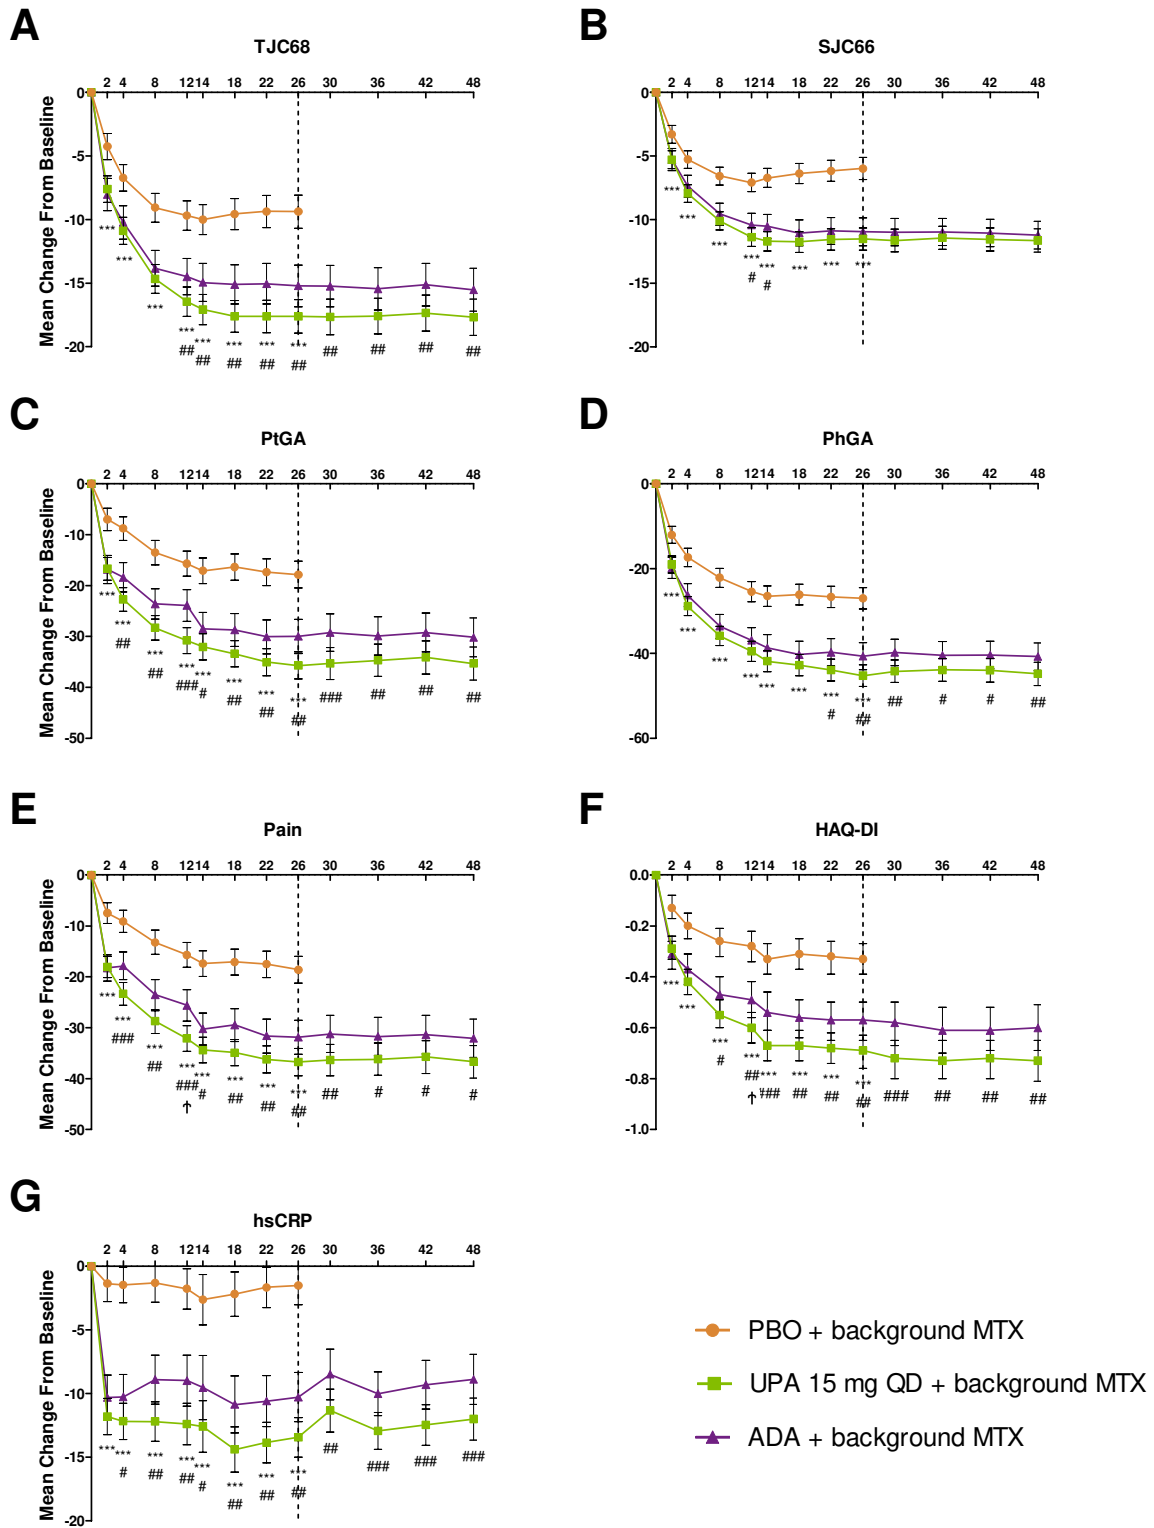 A
TJC68
2 4 8 12 14 18 22 26 30 36 42 48
Mean Change From Baseline
0
-5
-10
-15
-20
*** *** *** *** *** *** *** ***
## ## ## ## ## ## ## ## ##
B
SJC66
2 4 8 12 14 18 22 26 30 36 42 48
0
-5
-10
-15
-20
*** *** *** *** *** *** *** ***
# #
C
PtGA
2 4 8 12 14 18 22 26 30 36 42 48
Mean Change From Baseline
0
-10
-20
-30
-40
-50
*** *** *** *** *** *** *** ***
## ## ### # ## ## ## ### ## ## ##
D
PhGA
2 4 8 12 14 18 22 26 30 36 42 48
0
-20
-40
-60
*** *** *** *** *** *** *** ***
# ## ## # # ##
E
Pain
2 4 8 12 14 18 22 26 30 36 42 48
Mean Change From Baseline
0
-10
-20
-30
-40
-50
*** *** *** *** *** *** *** ***
### ## ### # ## ## ## ## # # #
↑
F
HAQ-DI
2 4 8 12 14 18 22 26 30 36 42 48
0.0
-0.2
-0.4
-0.6
-0.8
-1.0
*** *** *** *** *** *** *** ***
# ## ### ## ## ## ### ## ## ##
↑
G
hsCRP
2 4 8 12 14 18 22 26 30 36 42 48
Mean Change From Baseline
0
-5
-10
-15
-20
*** *** *** *** *** *** *** ***
# ## ## # ## ## ## ## ### ### ###
PBO + background MTX
UPA 15 mg QD + background MTX
ADA + background MTX